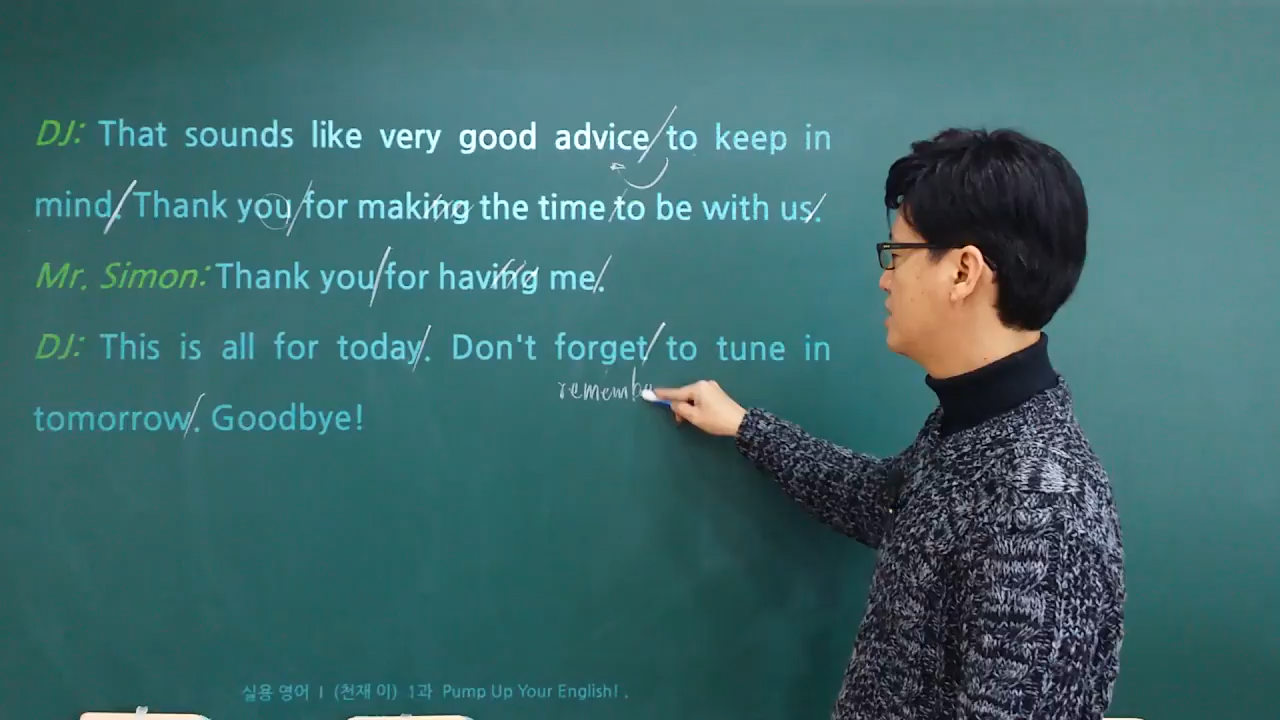 DJ: That sounds like very good advice to keep in
mind. Thank you for making the time to be with us.
Mr. Simon: Thank you for having me.
DJ: This is all for today. Don't forget to tune in
remembe
tomorrow. Goodbye!
실용 영어 I (천재 이) 1과 Pump Up Your English! .